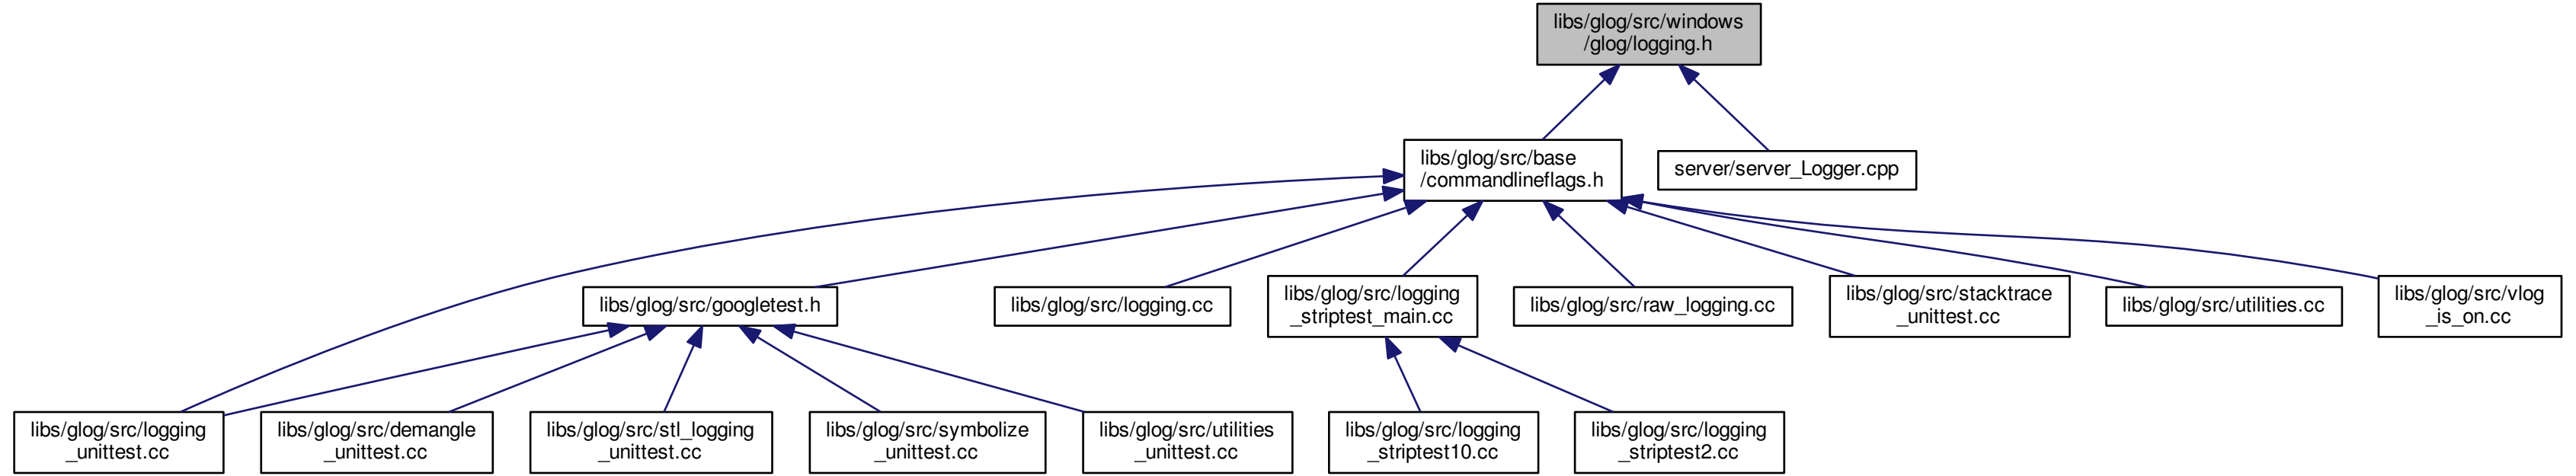 libs/glog/src/windows
/glog/logging.h
libs/glog/src/base
/commandlineflags.h
server/server_Logger.cpp
libs/glog/src/googletest.h
libs/glog/src/logging.cc
libs/glog/src/logging
_striptest_main.cc
libs/glog/src/raw_logging.cc
libs/glog/src/stacktrace
_unittest.cc
libs/glog/src/utilities.cc
libs/glog/src/vlog
_is_on.cc
libs/glog/src/logging
_unittest.cc
libs/glog/src/demangle
_unittest.cc
libs/glog/src/stl_logging
_unittest.cc
libs/glog/src/symbolize
_unittest.cc
libs/glog/src/utilities
_unittest.cc
libs/glog/src/logging
_striptest10.cc
libs/glog/src/logging
_striptest2.cc